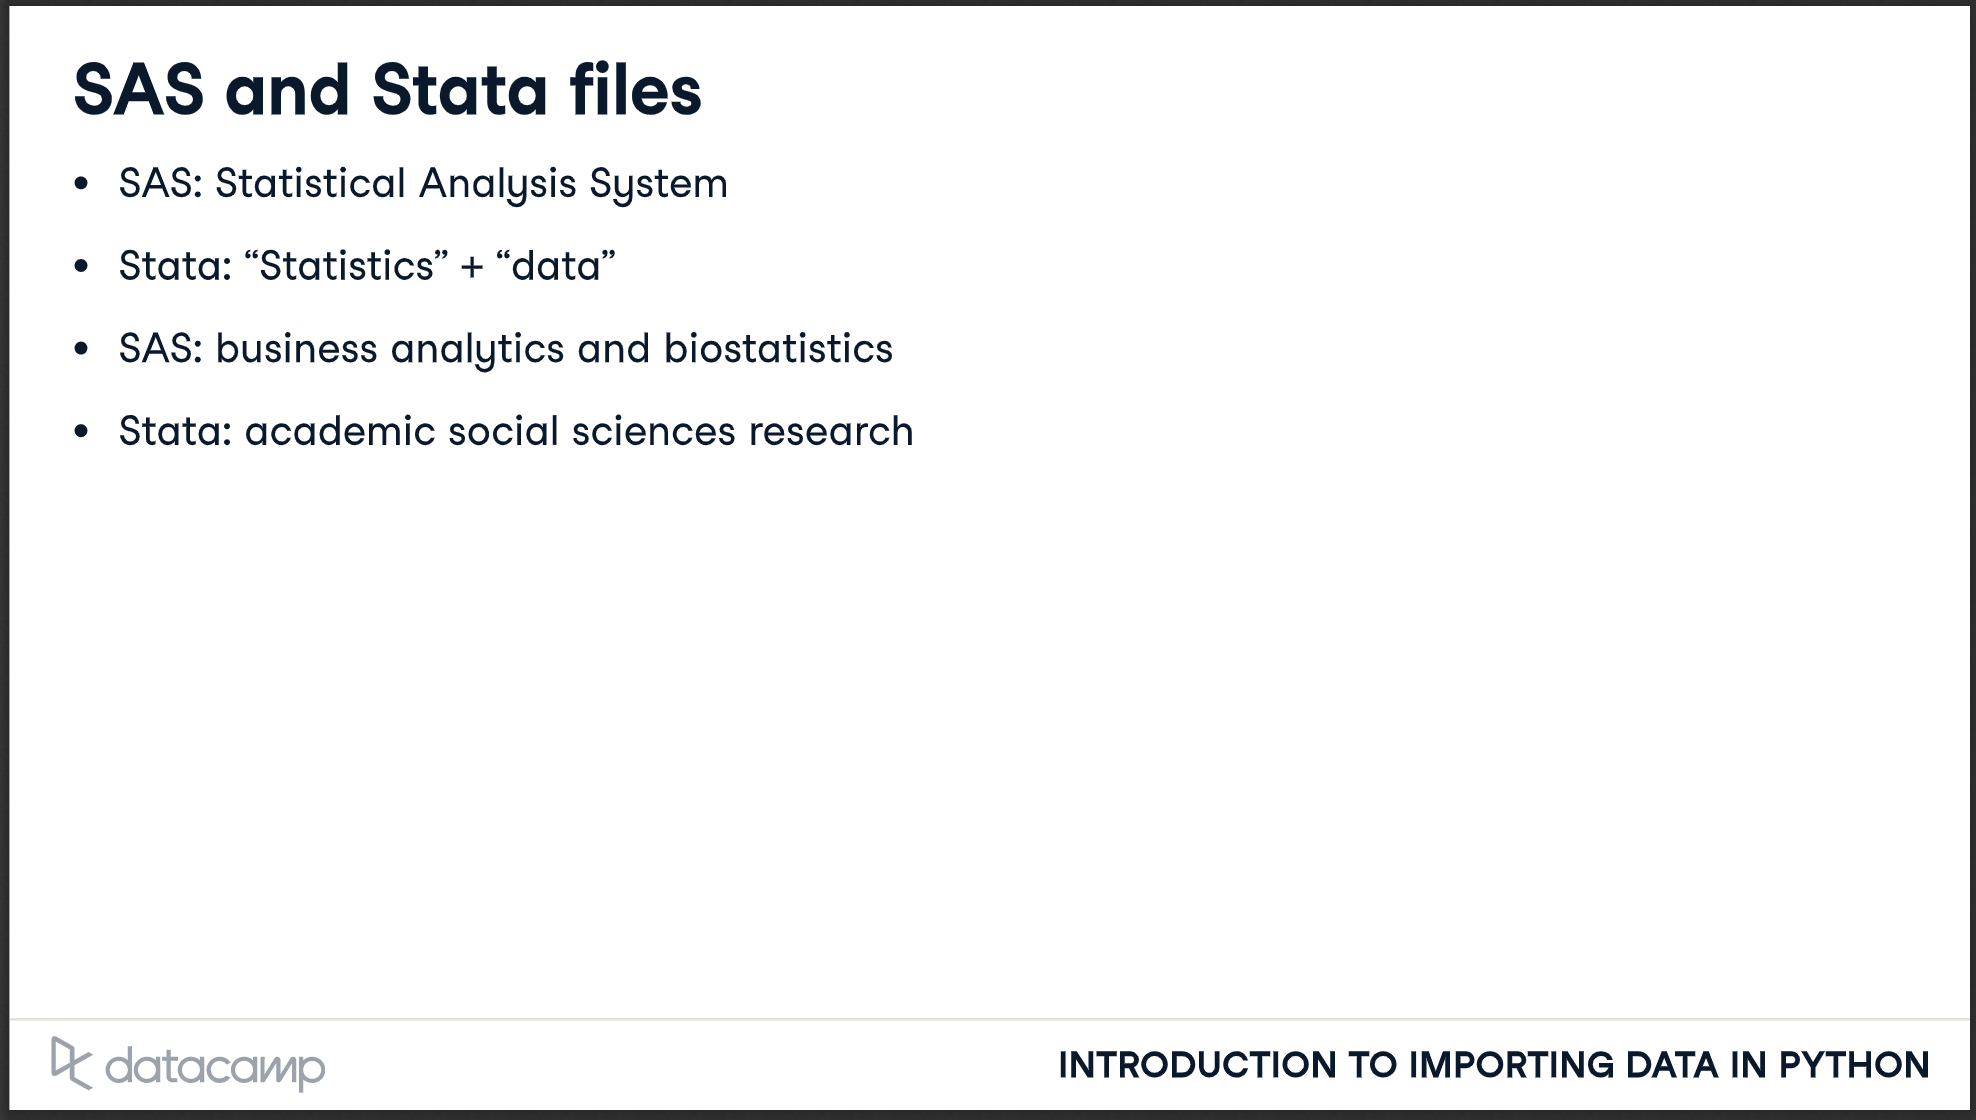 SAS and Stata files
• SAS: Statistical Analysis System
• Stata: “Statistics” + “data”
• SAS: business analytics and biostatistics
• Stata: academic social sciences research
datacamp
INTRODUCTION TO IMPORTING DATA IN PYTHON